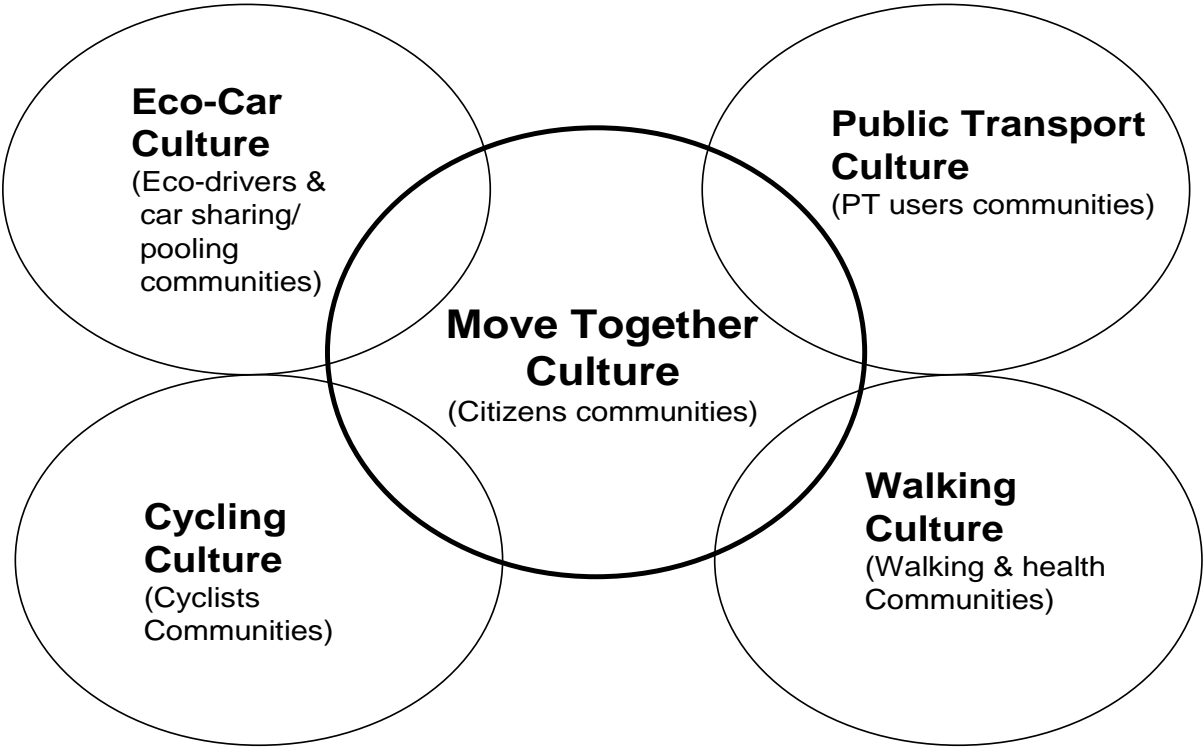 Eco-Car
Culture
(Eco-drivers &
car sharing/
pooling
communities)
Public Transport
Culture
(PT users communities)
Move Together
Culture
(Citizens communities)
Cycling
Culture
(Cyclists
Communities)
Walking
Culture
(Walking & health
Communities)